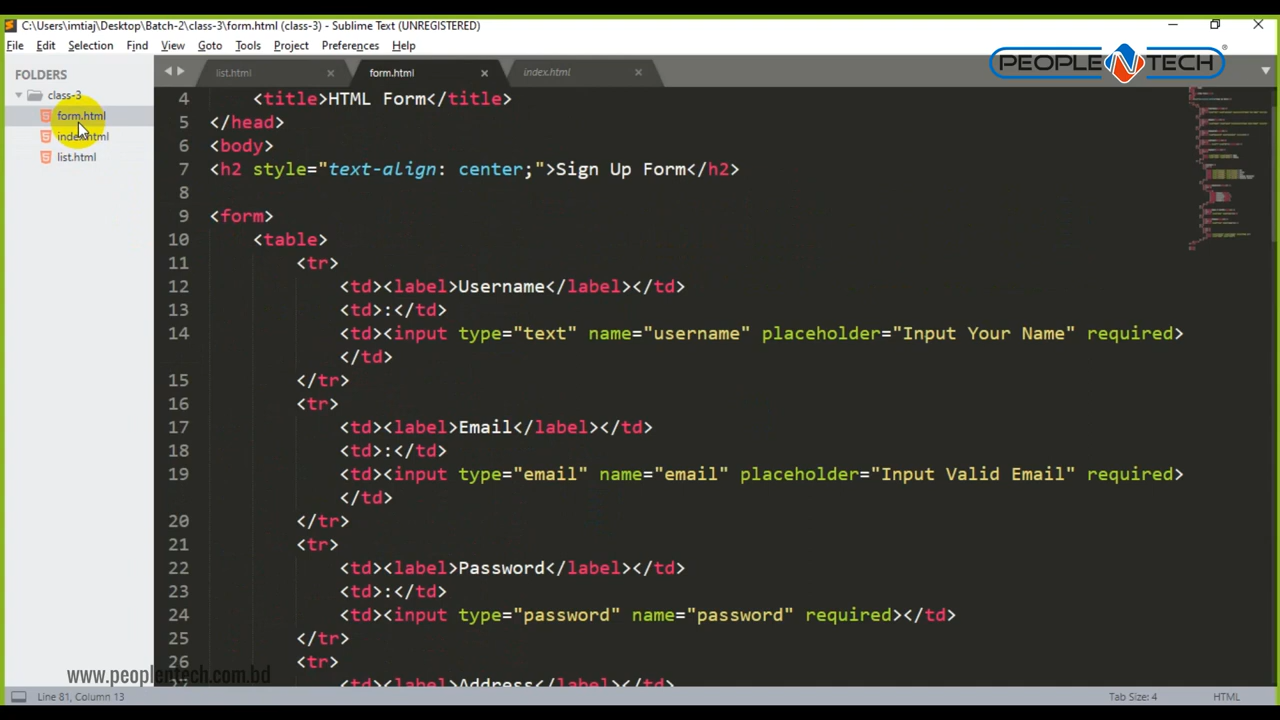 C:\Users\imtiaj\Desktop\Batch-2\class-3\form.html (class-3) - Sublime Text (UNREGISTERED)
File Edit Selection Find View Goto Tools Project Preferences Help
PEOPLE N TECH
FOLDERS
class-3
form.html
index.html
list.html
list.html form.html index.html
4 <title>HTML Form</title>
5 </head>
6 <body>
7 <h2 style="text-align: center;">Sign Up Form</h2>
8
9 <form>
10 <table>
11 <tr>
12 <td><label>Username</label></td>
13 <td>:</td>
14 <td><input type="text" name="username" placeholder="Input Your Name" required>
</td>
15 </tr>
16 <tr>
17 <td><label>Email</label></td>
18 <td>:</td>
19 <td><input type="email" name="email" placeholder="Input Valid Email" required>
</td>
20 </tr>
21 <tr>
22 <td><label>Password</label></td>
23 <td>:</td>
24 <td><input type="password" name="password" required></td>
25 </tr>
26 <tr>
27 <td><label>Address</label></td>
www.peoplentech.com.bd
Line 81, Column 13 Tab Size: 4 HTML